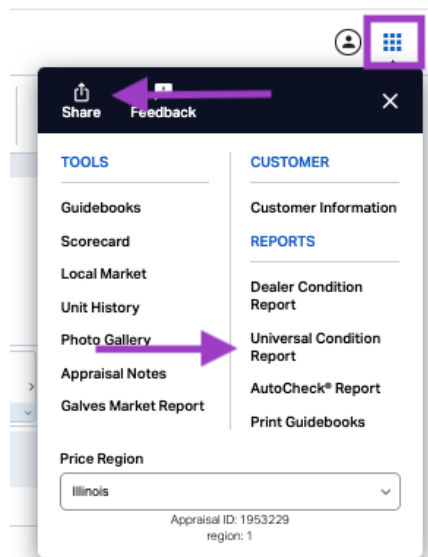 Share
Feedback
TOOLS
Guidebooks
Scorecard
Local Market
Unit History
Photo Gallery
Appraisal Notes
Galves Market Report
CUSTOMER
Customer Information
REPORTS
Dealer Condition
Report
Universal Condition
Report
AutoCheck® Report
Print Guidebooks
Price Region
Illinois
Appraisal ID: 1953229
region: 1